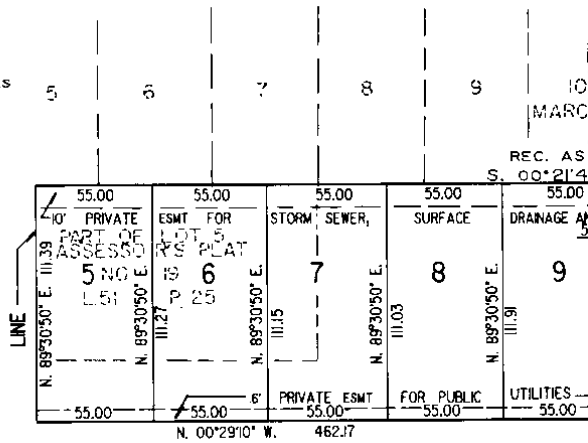 S
5 6 7 8 9 10
MARC
REC. AS
S. 00°21'4
55.00 55.00 55.00 55.00 55.00
10' PRIVATE ESMT FOR STORM SEWER, SURFACE DRAINAGE A
PART OF LOT 5
ASSESSOR'S PLAT
NO 19
L.51 P. 25
5 6 7 8 9
LINE
N. 89°30'50" E. 111.39
N. 89°30'50" E.
111.27
N. 89°30'50" E.
111.15
N. 89°30'50" E.
111.03
N. 89°30'50" E.
111.91
6' PRIVATE ESMT FOR PUBLIC UTILITIES
55.00 55.00 55.00 55.00 55.00
N. 00°29'10" W. 462.17